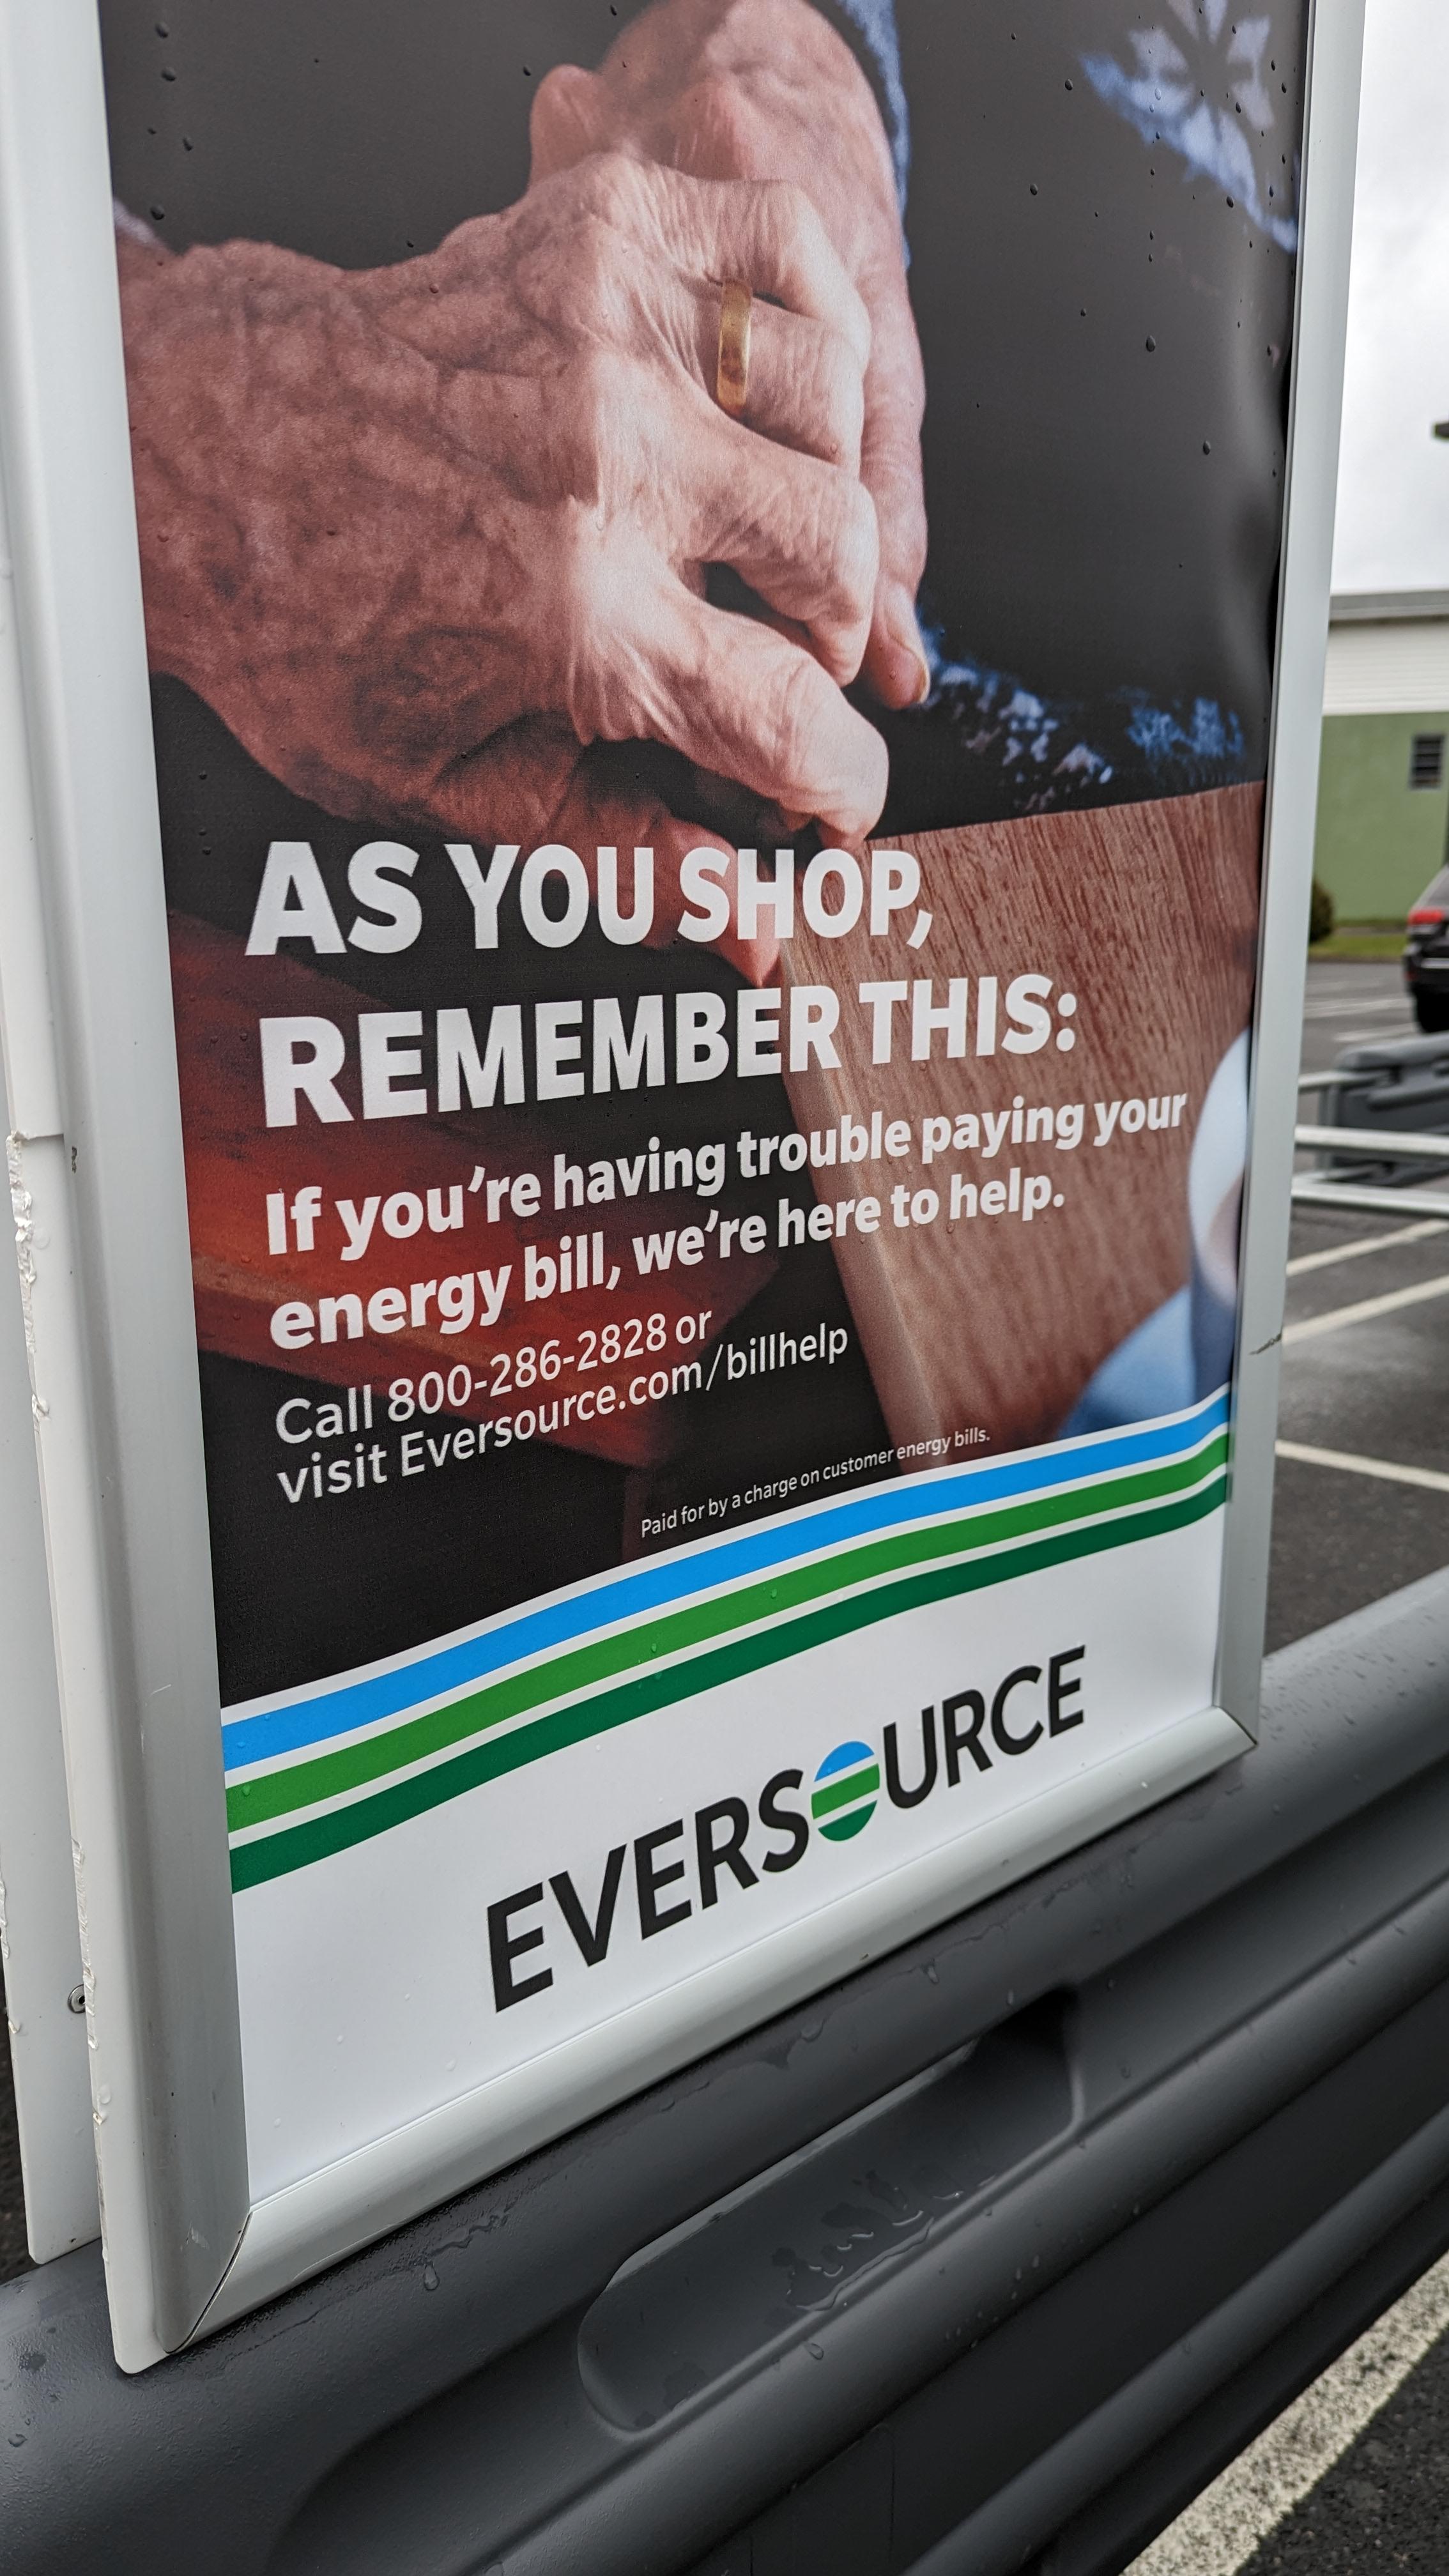 AS YOU SHOP,
REMEMBER THIS:
If you're having trouble paying your
energy bill, we're here to help.
Call 800-286-2828 or
visit Eversource.com/billhelp
Paid for by a charge on customer energy bills.
EVERSOURCE